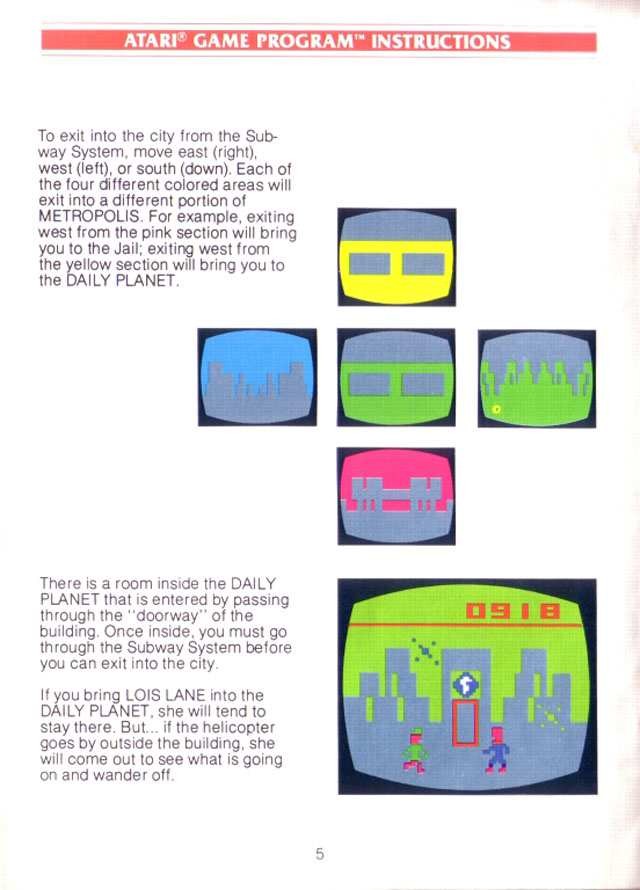 ATARI® GAME PROGRAM™ INSTRUCTIONS
To exit into the city from the Sub-
way System, move east (right),
west (left), or south (down). Each of
the four different colored areas will
exit into a different portion of
METROPOLIS. For example, exiting
west from the pink section will bring
you to the Jail; exiting west from
the yellow section will bring you to
the DAILY PLANET.
There is a room inside the DAILY
PLANET that is entered by passing
through the ''doorway'' of the
building. Once inside, you must go
through the Subway System before
you can exit into the city.
If you bring LOIS LANE into the
DAILY PLANET, she will tend to
stay there. But... if the helicopter
goes by outside the building, she
will come out to see what is going
on and wander off.
0918
5